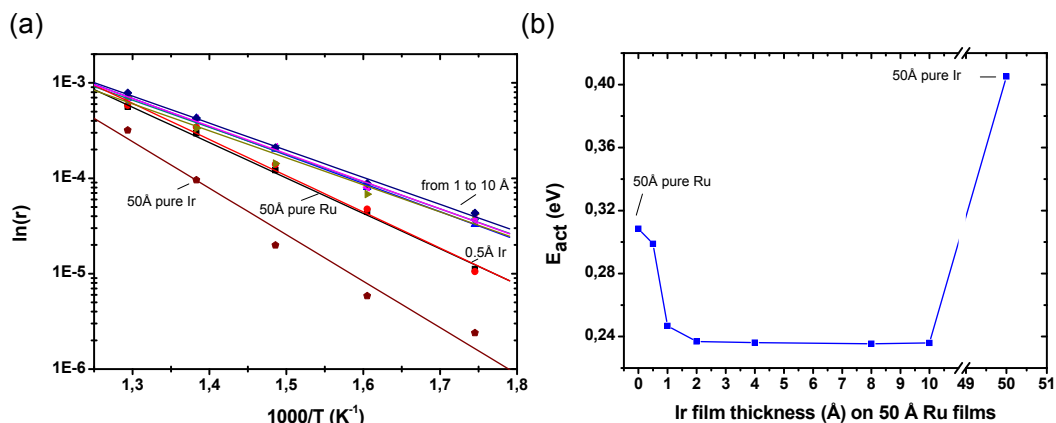 (a)
1E-3
1E-4
1E-5
1E-6
ln(r)
50Å pure Ir
50Å pure Ru
from 1 to 10 Å
0.5Å Ir
1,3 1,4 1,5 1,6 1,7 1,8
1000/T (K-1)
(b)
0,40
0,36
0,32
0,28
0,24
Eact (eV)
50Å pure Ir
50Å pure Ru
0 1 2 3 4 5 6 7 8 9 10 49 50 51
Ir film thickness (Å) on 50 Å Ru films